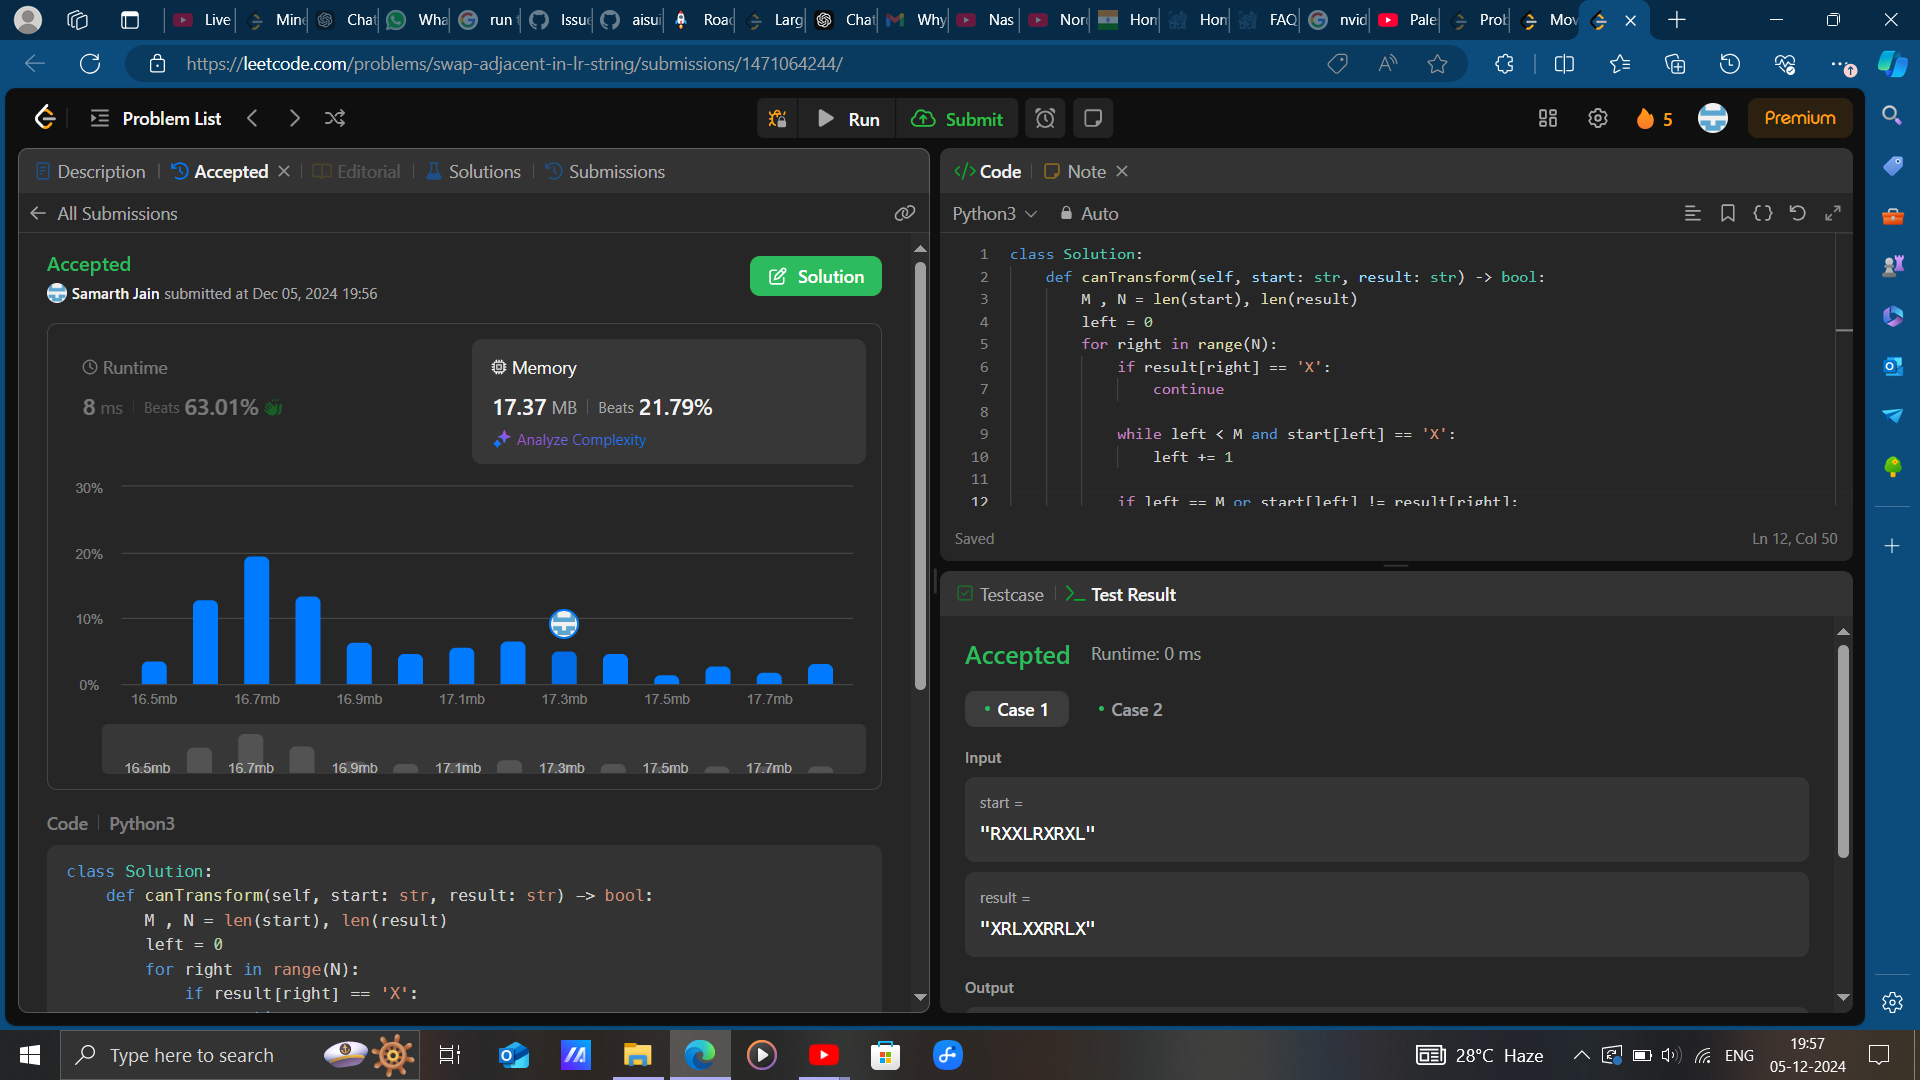 Live
Mine
Chat
Wha
run
Issu
aisui
Road
Larg
Chat
Why
Nas
Nor
Hom
Hom
FAQ
nvid
Pale
Prob
Mov
https://leetcode.com/problems/swap-adjacent-in-lr-string/submissions/1471064244/
Problem List
Run
Submit
5
Premium
Description
Accepted
Editorial
Solutions
Submissions
All Submissions
Accepted
Samarth Jain submitted at Dec 05, 2024 19:56
Solution
Runtime
8 ms
Beats 63.01%
Memory
17.37 MB
Beats 21.79%
Analyze Complexity
30%
20%
10%
0%
16.5mb 16.7mb 16.9mb 17.1mb 17.3mb 17.5mb 17.7mb
16.5mb 16.7mb 16.9mb 17.1mb 17.3mb 17.5mb 17.7mb
Code
Python3
class Solution:
def canTransform(self, start: str, result: str) -> bool:
M , N = len(start), len(result)
left = 0
for right in range(N):
if result[right] == 'X':
Code
Note
Python3
Auto
1 class Solution:
2 def canTransform(self, start: str, result: str) -> bool:
3 M , N = len(start), len(result)
4 left = 0
5 for right in range(N):
6 if result[right] == 'X':
7 continue
8
9 while left < M and start[left] == 'X':
10 left += 1
11
12 if left == M or start[left] != result[right]:
Saved
Ln 12, Col 50
Testcase
Test Result
Accepted
Runtime: 0 ms
Case 1
Case 2
Input
start =
"RXXLRXRXL"
result =
"XRLXXRRLX"
Output
Type here to search
28°C Haze
ENG
19:57
05-12-2024